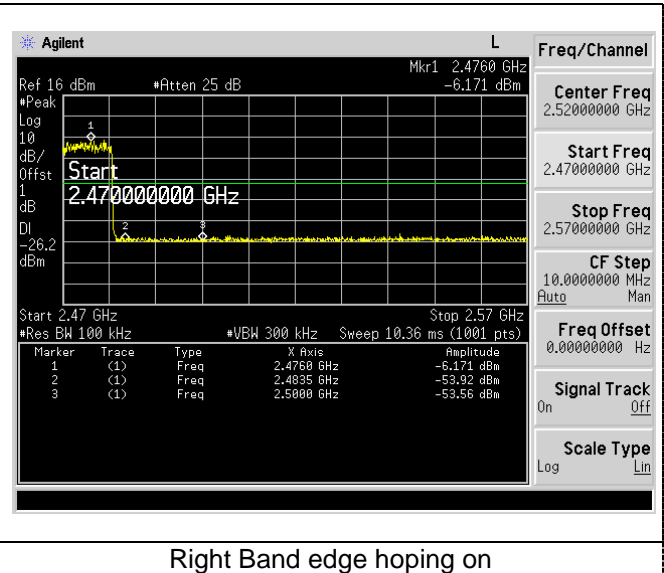 Agilent
L
Freq/Channel
Mkr1 2.4760 GHz
Ref 16 dBm #Atten 25 dB -6.171 dBm
#Peak
Log
10
dB/
Offst
1
dB
DI
-26.2
dBm
1
Start
2.470000000 GHz
2
3
Start 2.47 GHz Stop 2.57 GHz
#Res BW 100 kHz #VBW 300 kHz Sweep 10.36 ms (1001 pts)
Marker Trace Type X Axis Amplitude
1 (1) Freq 2.4760 GHz -6.171 dBm
2 (1) Freq 2.4835 GHz -53.92 dBm
3 (1) Freq 2.5000 GHz -53.56 dBm
Center Freq
2.52000000 GHz
Start Freq
2.47000000 GHz
Stop Freq
2.57000000 GHz
CF Step
10.0000000 MHz
Auto Man
Freq Offset
0.00000000 Hz
Signal Track
On Off
Scale Type
Log Lin
Right Band edge hoping on